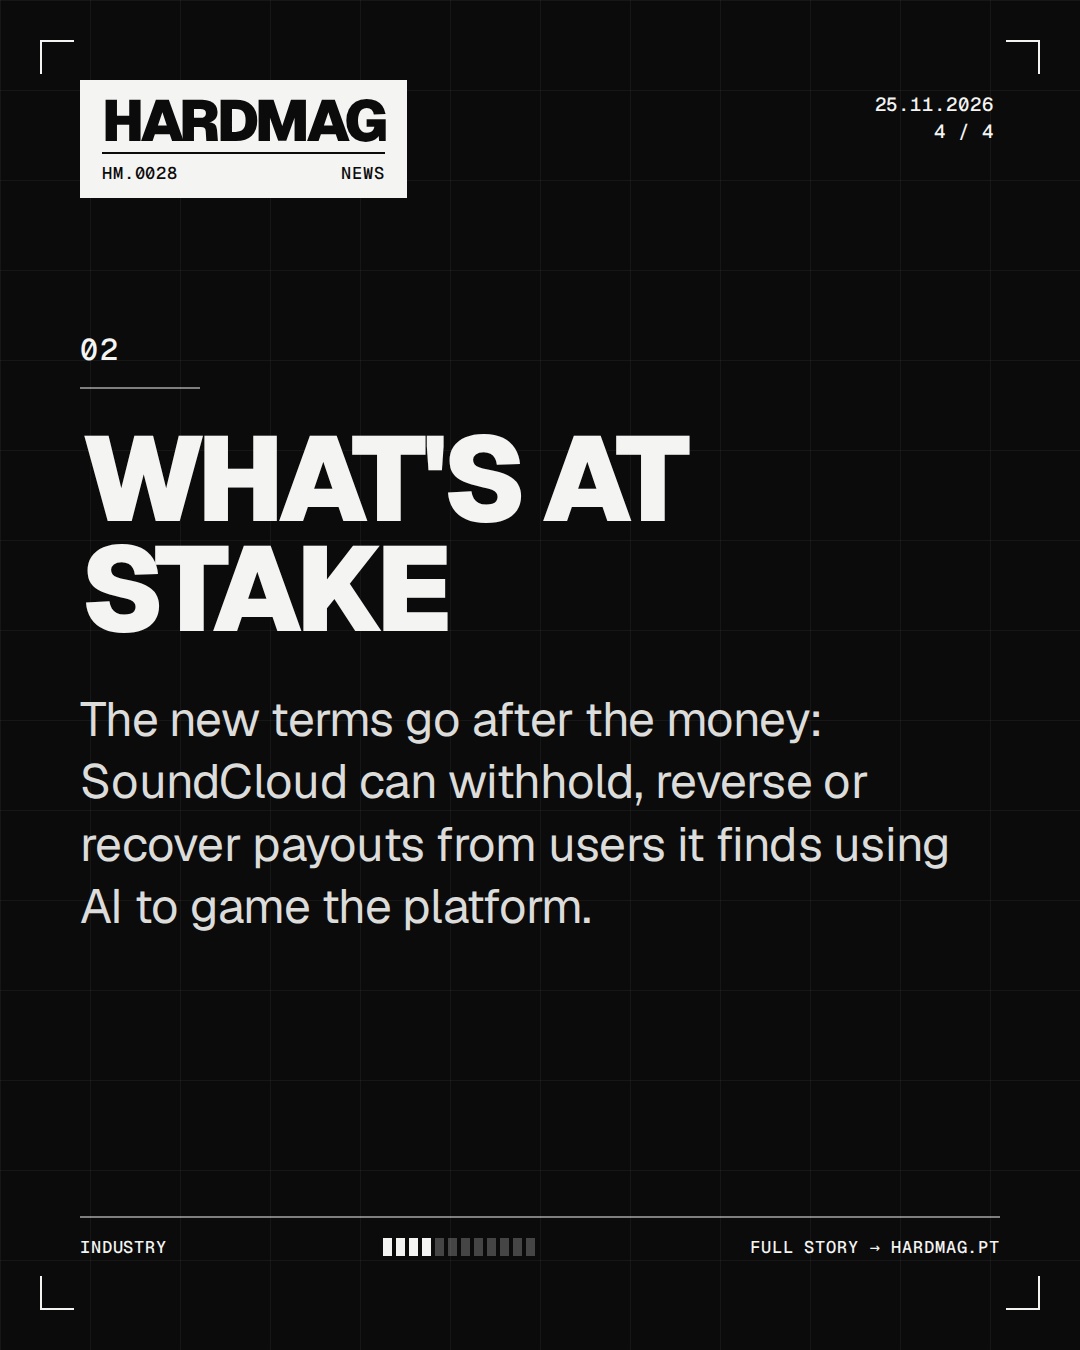 HARDMAG
HM.0028 NEWS
25.11.2026
4 / 4
02
WHAT'S AT
STAKE
The new terms go after the money:
SoundCloud can withhold, reverse or
recover payouts from users it finds using
AI to game the platform.
INDUSTRY
FULL STORY → HARDMAG.PT